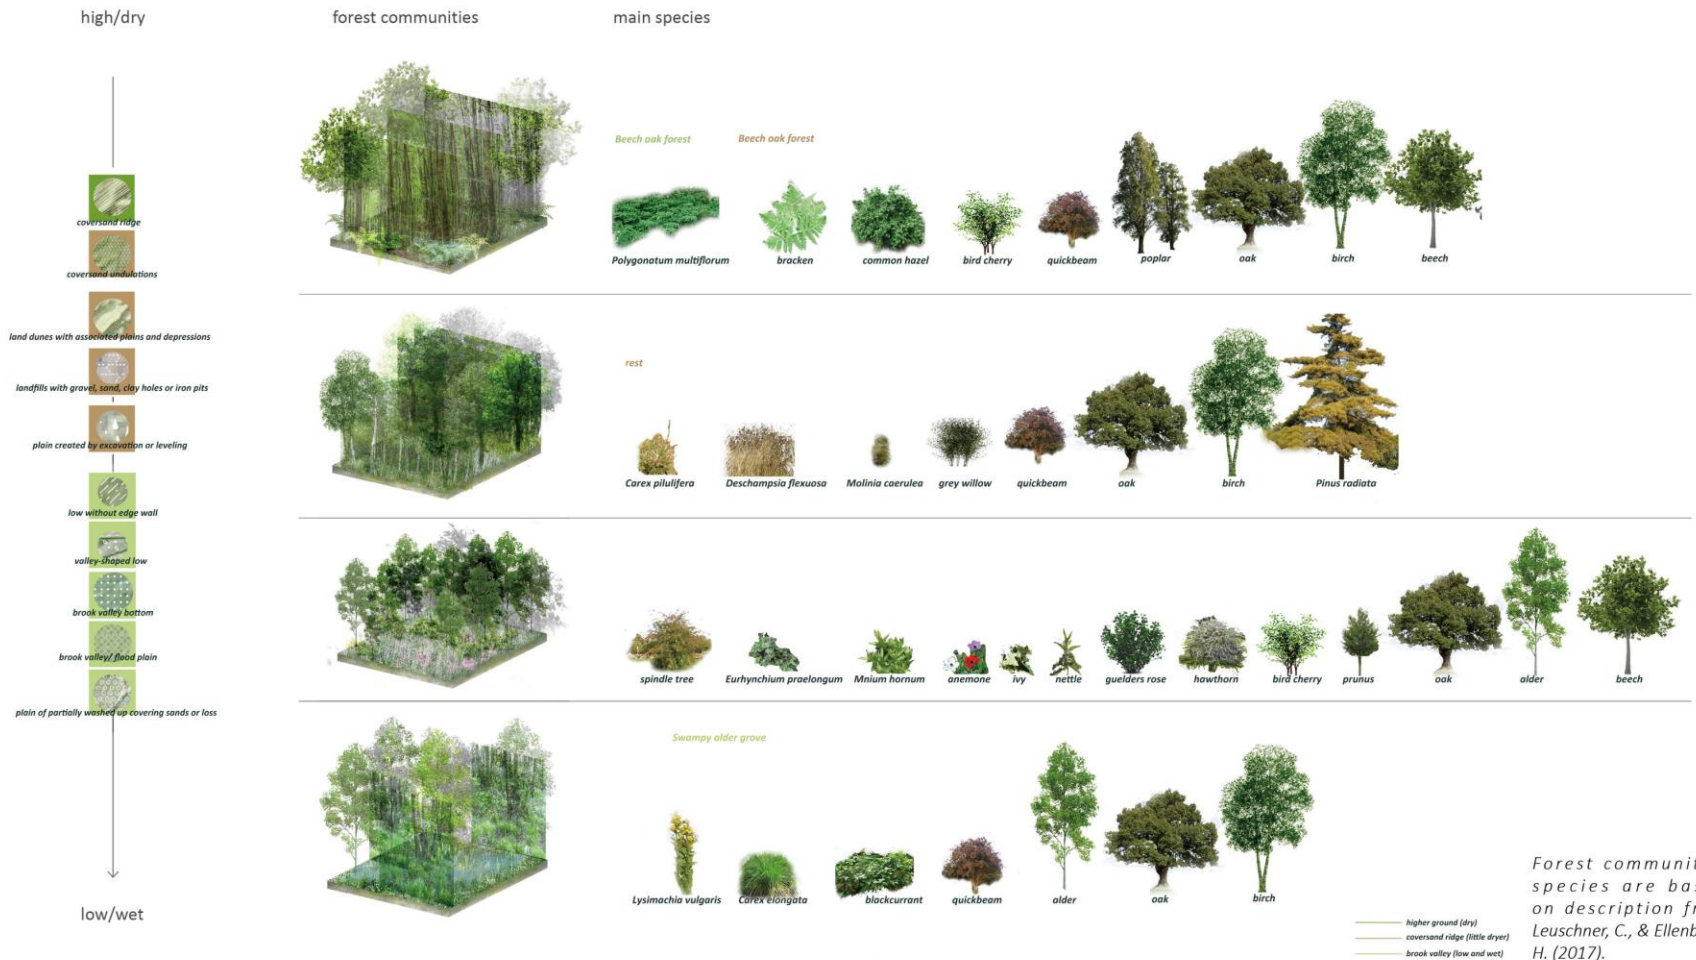 high/dry
forest communities
main species
coversand ridge
coversand undulations
land dunes with associated plains and depressions
landfills with gravel, sand, clay holes or iron pits
plain created by excavation or leveling
low without edge wall
valley-shaped low
brook valley bottom
brook valley/ flood plain
plain of partially washed up covering sands or loss
low/wet
Beech oak forest
Beech oak forest
Polygonatum multiflorum
bracken
common hazel
bird cherry
quickbeam
poplar
oak
birch
beech
rest
Carex pilulifera
Deschampsia flexuosa
Molinia caerulea
grey willow
quickbeam
oak
birch
Pinus radiata
spindle tree
Eurhynchium praelongum
Mnium hornum
anemone
ivy
nettle
guelders rose
hawthorn
bird cherry
prunus
oak
alder
beech
Swampy alder grove
Lysimachia vulgaris
Carex elongata
blackcurrant
quickbeam
alder
oak
birch
higher ground (dry)
coversand ridge (little dryer)
brook valley (low and wet)
Forest communit
species are bas
on description fr
Leuschner, C., & Ellenb
H. (2017).